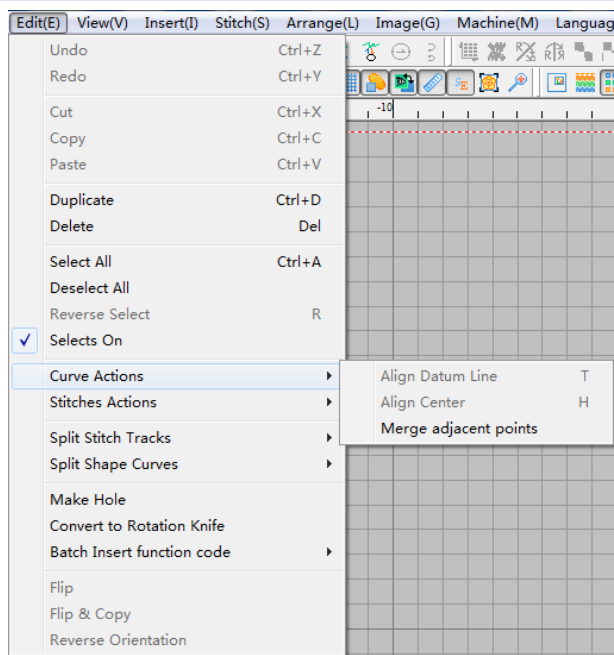 Edit(E) View(V) Insert(I) Stitch(S) Arrange(L) Image(G) Machine(M) Languag
Undo Ctrl+Z
Redo Ctrl+Y
SE
-10
Cut Ctrl+X
Copy Ctrl+C
Paste Ctrl+V
Duplicate Ctrl+D
Delete Del
Select All Ctrl+A
Deselect All
Reverse Select R
Selects On
Curve Actions
Align Datum Line T
Stitches Actions
Align Center H
Merge adjacent points
Split Stitch Tracks
Split Shape Curves
Make Hole
Convert to Rotation Knife
Batch Insert function code
Flip
Flip & Copy
Reverse Orientation